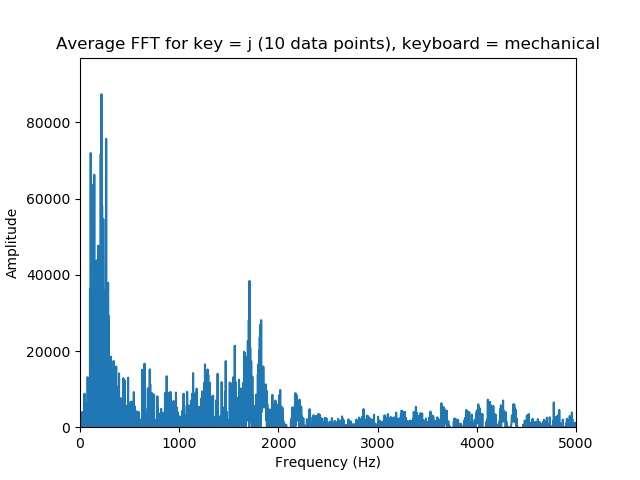 Average FFT for key = j (10 data points), keyboard = mechanical
80000
60000
40000
20000
0
Amplitude
0 1000 2000 3000 4000 5000
Frequency (Hz)